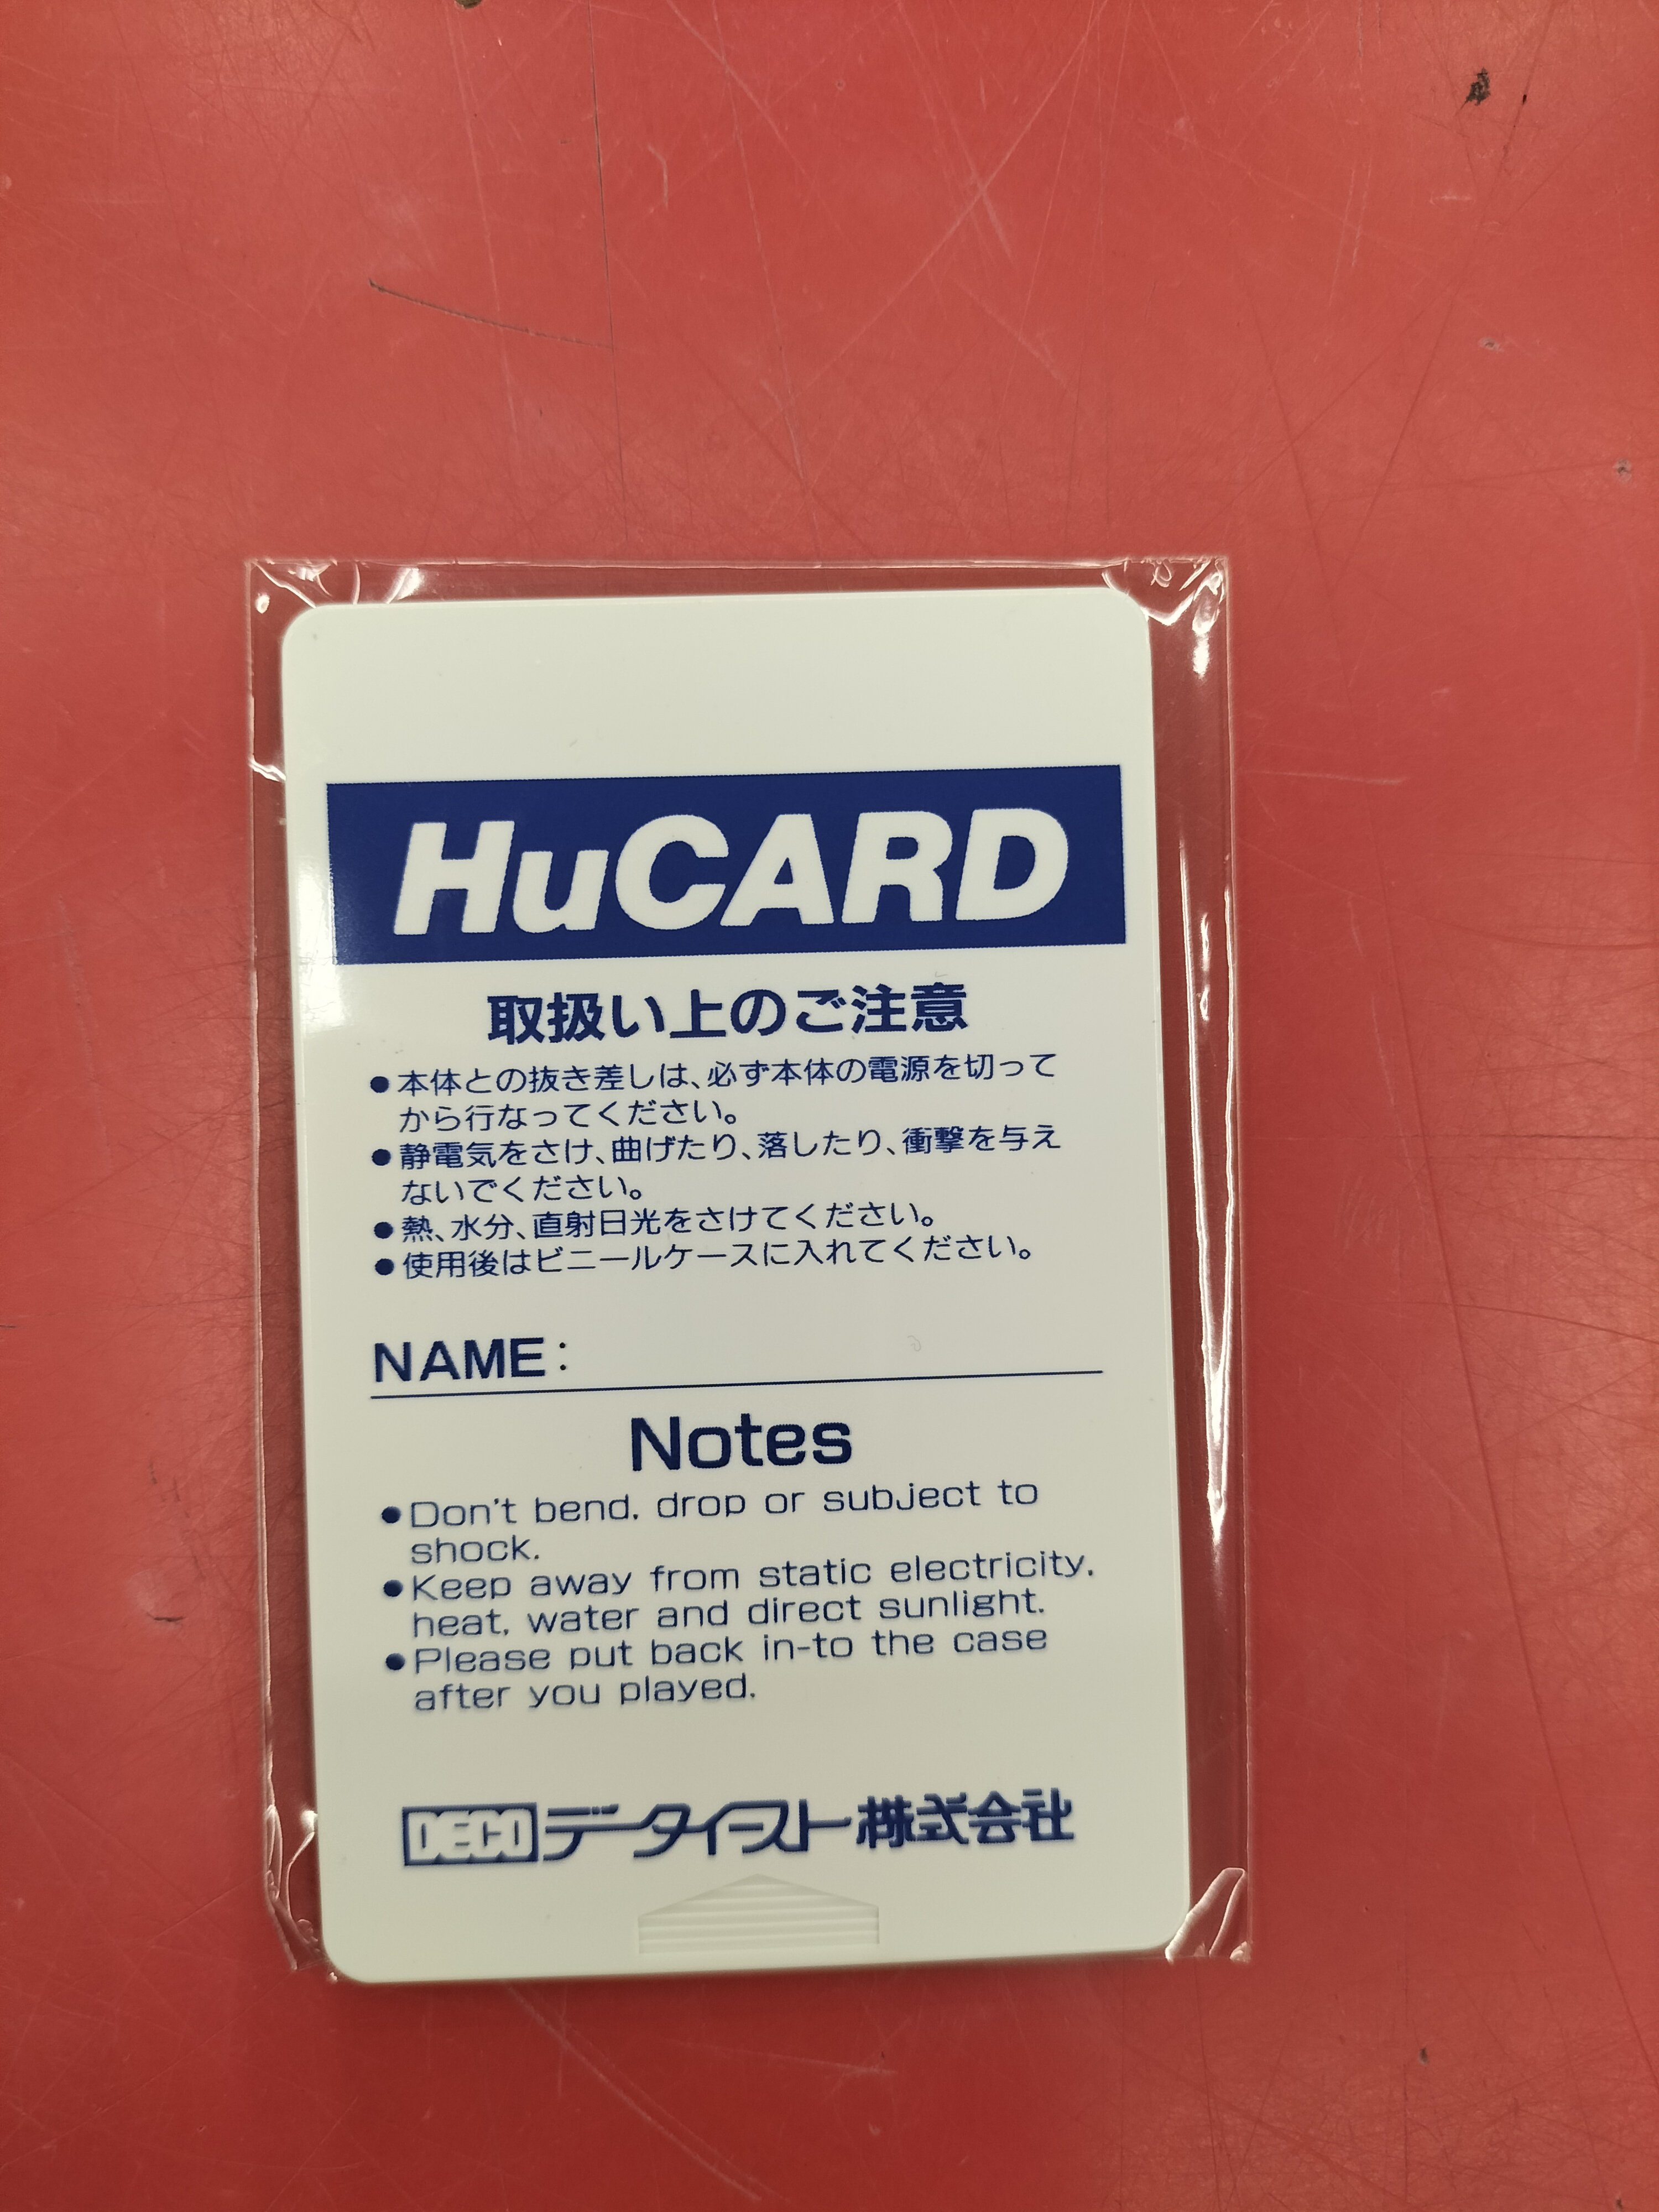 HuCARD
取扱い上のご注意
●本体との抜き差しは、必ず本体の電源を切って
から行なってください。
●静電気をさけ、曲げたり、落したり、衝撃を与え
ないでください。
●熱、水分、直射日光をさけてください。
●使用後はビニールケースに入れてください。
NAME:
Notes
●Don't bend, drop or subject to
shock.
●Keep away from static electricity,
heat, water and direct sunlight.
●Please put back in-to the case
after you played.
DECO データイースト株式会社